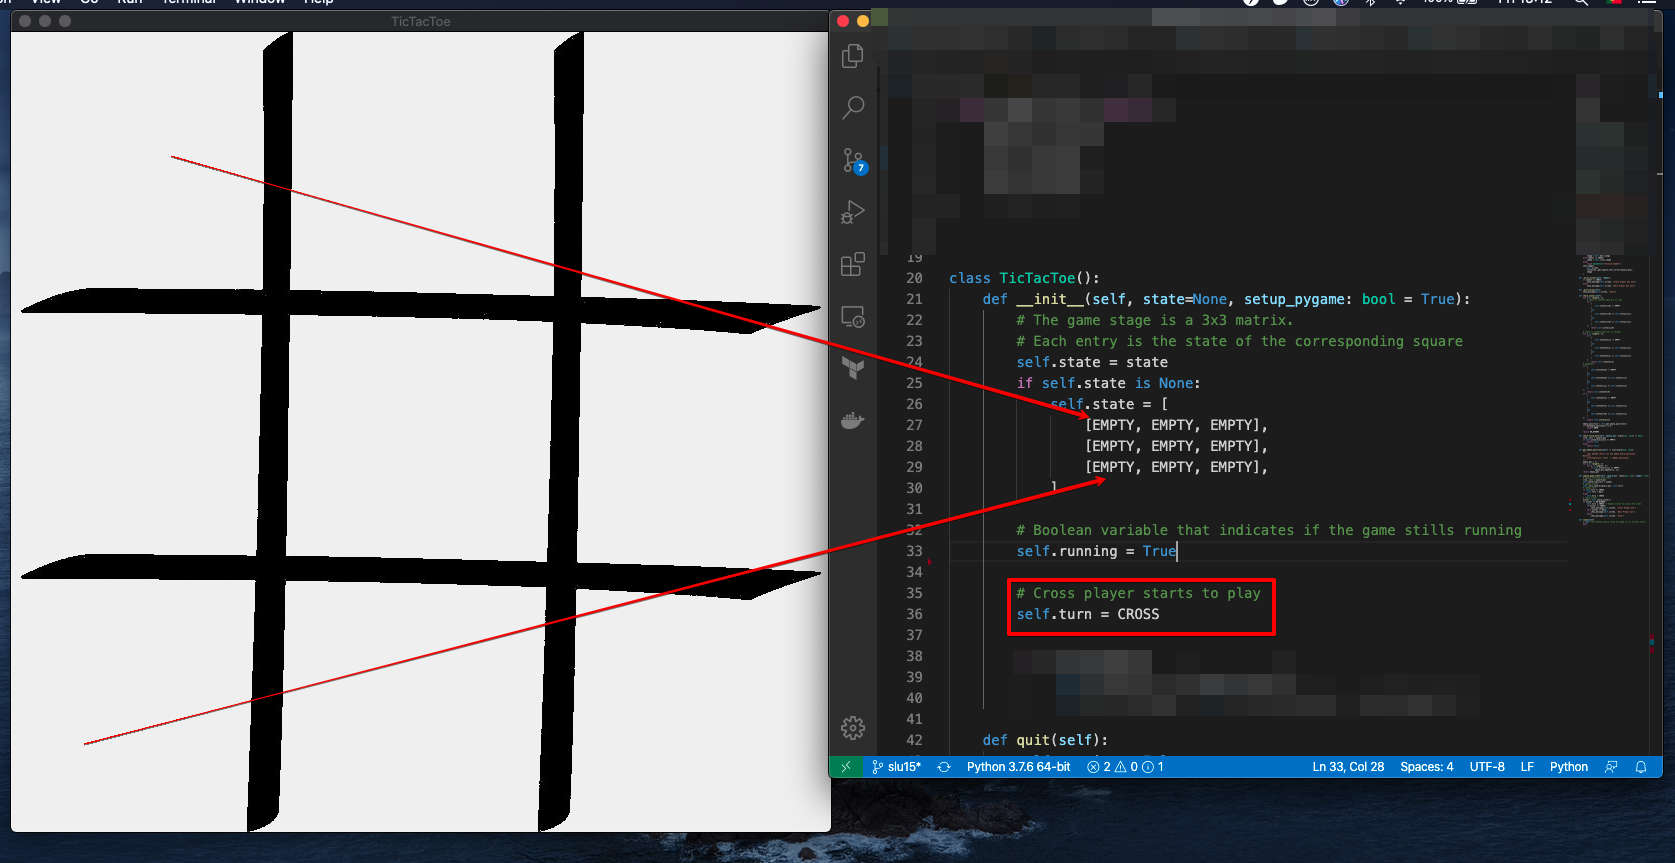 View Go Run Terminal Window Help
TicTacToe
7
19
20 class TicTacToe():
21 def __init__(self, state=None, setup_pygame: bool = True):
22 # The game stage is a 3x3 matrix.
23 # Each entry is the state of the corresponding square
24 self.state = state
25 if self.state is None:
26 self.state = [
27 [EMPTY, EMPTY, EMPTY],
28 [EMPTY, EMPTY, EMPTY],
29 [EMPTY, EMPTY, EMPTY],
30 ]
31
32 # Boolean variable that indicates if the game stills running
33 self.running = True
34
35 # Cross player starts to play
36 self.turn = CROSS
37
38
39
40
41
42 def quit(self):
slu15* Python 3.7.6 64-bit 2 0 1 Ln 33, Col 28 Spaces: 4 UTF-8 LF Python